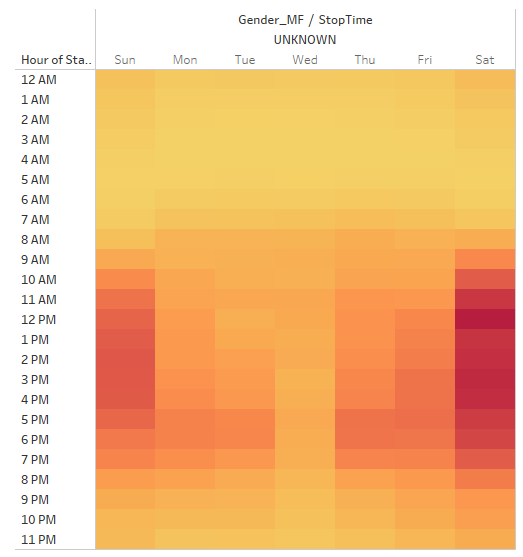 Gender_MF / StopTime
UNKNOWN
Hour of Sta.. Sun Mon Tue Wed Thu Fri Sat
12 AM
1 AM
2 AM
3 AM
4 AM
5 AM
6 AM
7 AM
8 AM
9 AM
10 AM
11 AM
12 PM
1 PM
2 PM
3 PM
4 PM
5 PM
6 PM
7 PM
8 PM
9 PM
10 PM
11 PM